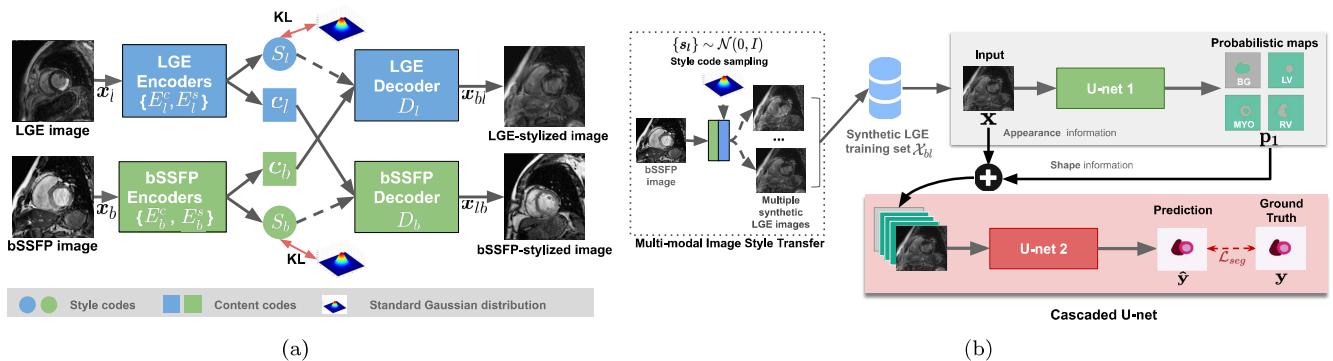 KL
LGE
Encoders
{E_l^c, E_l^s}
S_l
c_l
LGE
Decoder
D_l
x_l
x_bl
LGE image
LGE-stylized image
bSSFP
Encoders
{E_b^c, E_b^s}
c_b
S_b
bSSFP
Decoder
D_b
x_b
x_lb
bSSFP image
bSSFP-stylized image
KL
Style codes
Content codes
Standard Gaussian distribution
(a)
{s_l} ~ N(0, I)
Style code sampling
bSSFP
image
...
Multiple
synthetic
LGE images
Multi-modal Image Style Transfer
Synthetic LGE
training set X_bl
Input
x
U-net 1
Probabilistic maps
BG
LV
MYO
RV
p_1
Appearance information
Shape information
U-net 2
Prediction
ŷ
L_seg
Ground
Truth
y
Cascaded U-net
(b)